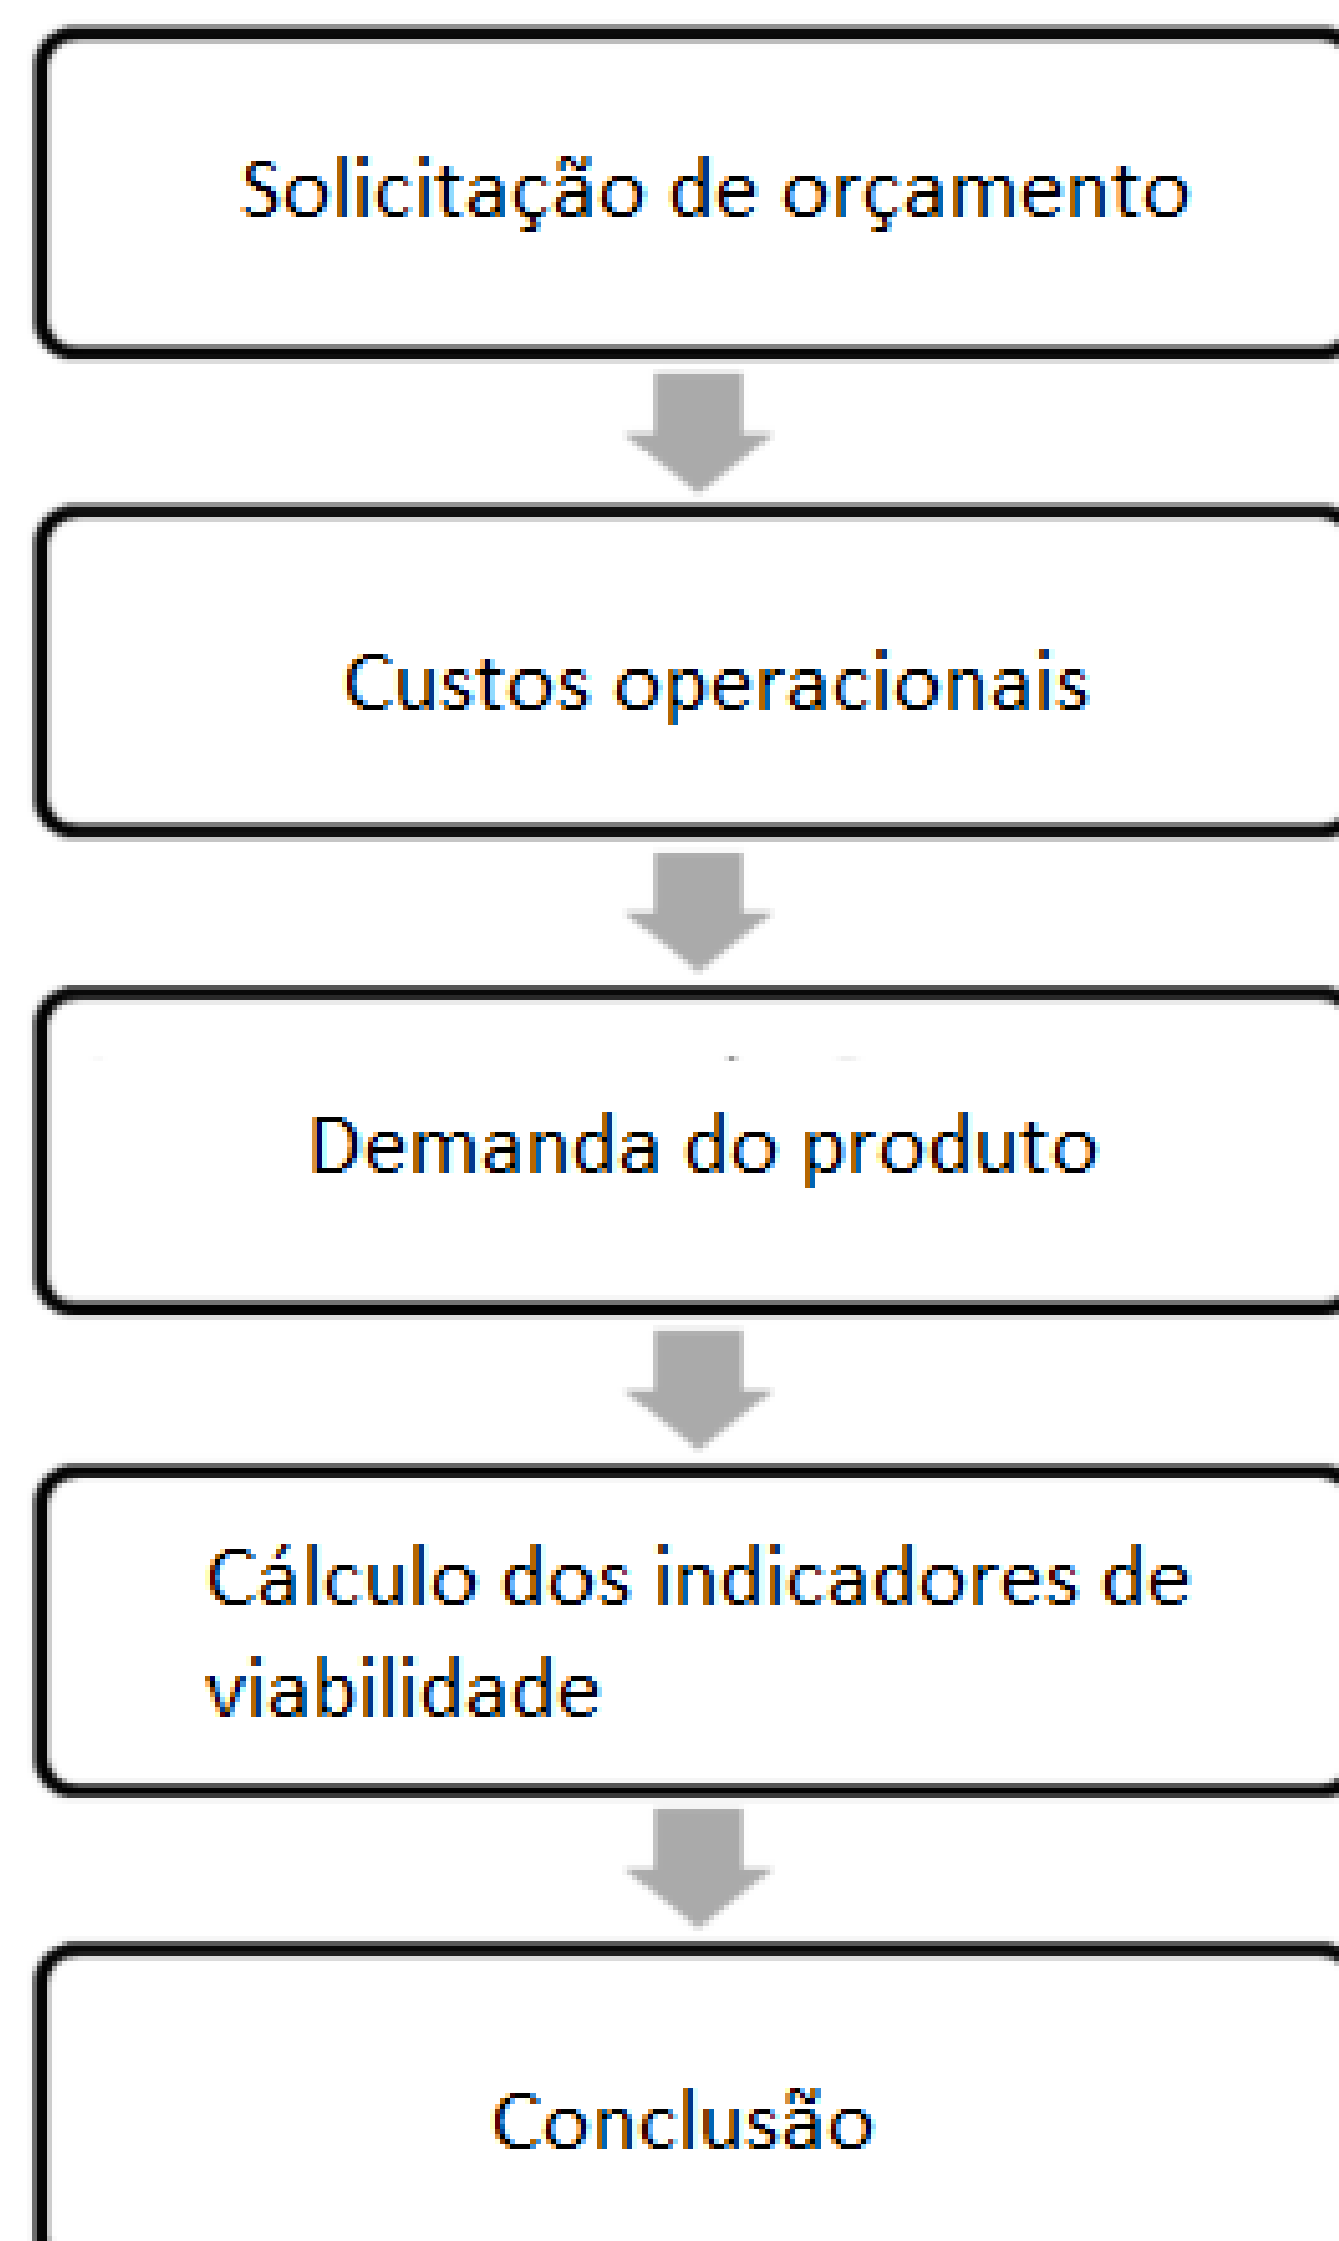 Solicitação de orçamento
Custos operacionais
Demanda do produto
Cálculo dos indicadores de
viabilidade
Conclusão